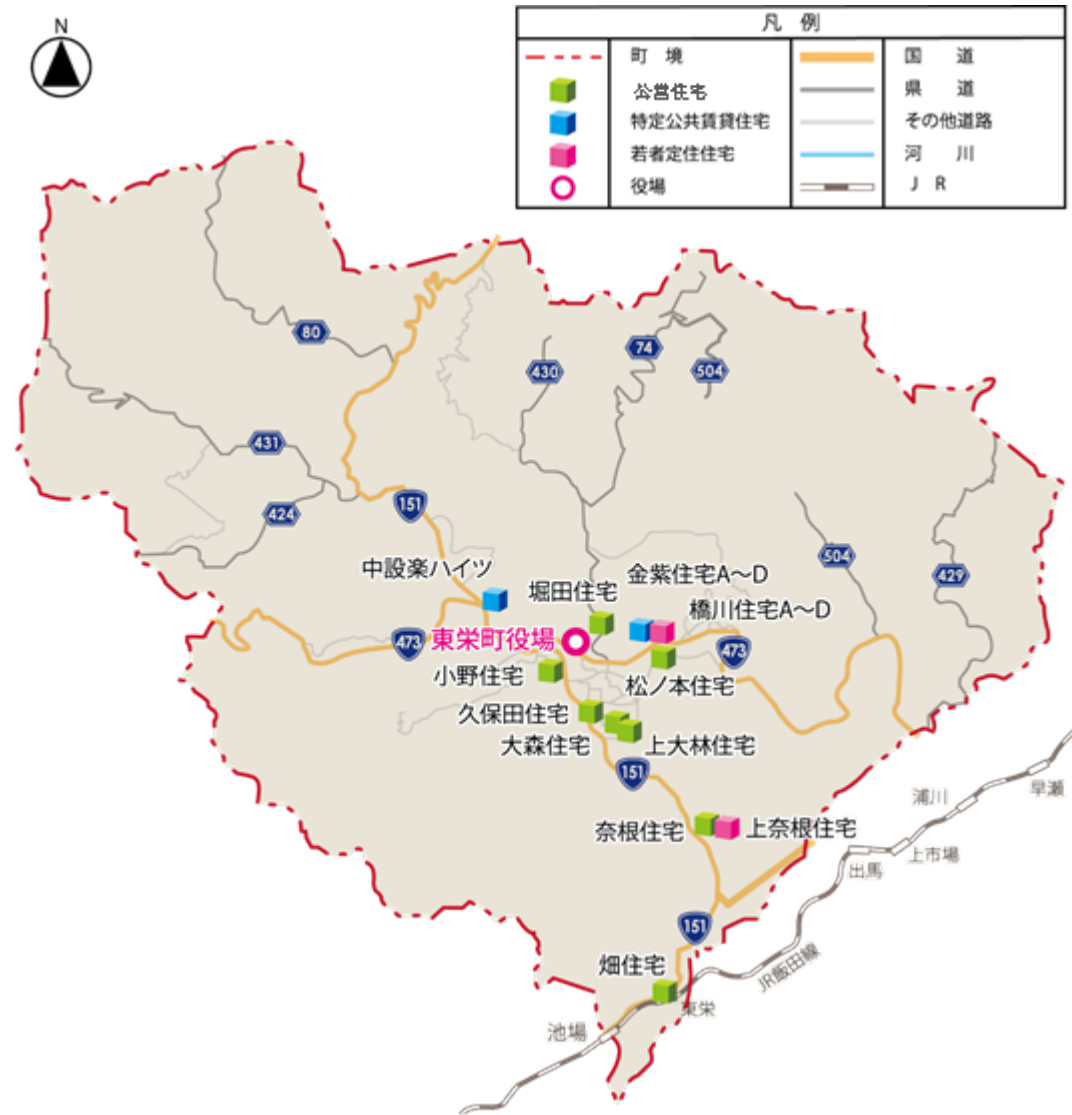 N
凡 例
町 境
国 道
公営住宅
県 道
特定公共賃貸住宅
その他道路
若者定住住宅
河 川
役場
J R
80
74
430
504
431
151
424
504
429
中設楽ハイツ
金紫住宅A〜D
堀田住宅
橋川住宅A〜D
東栄町役場
473
473
小野住宅
松ノ本住宅
久保田住宅
大森住宅
上大林住宅
151
浦川
早瀬
奈根住宅
上奈根住宅
上市場
出馬
151
畑住宅
JR飯田線
東栄
池場